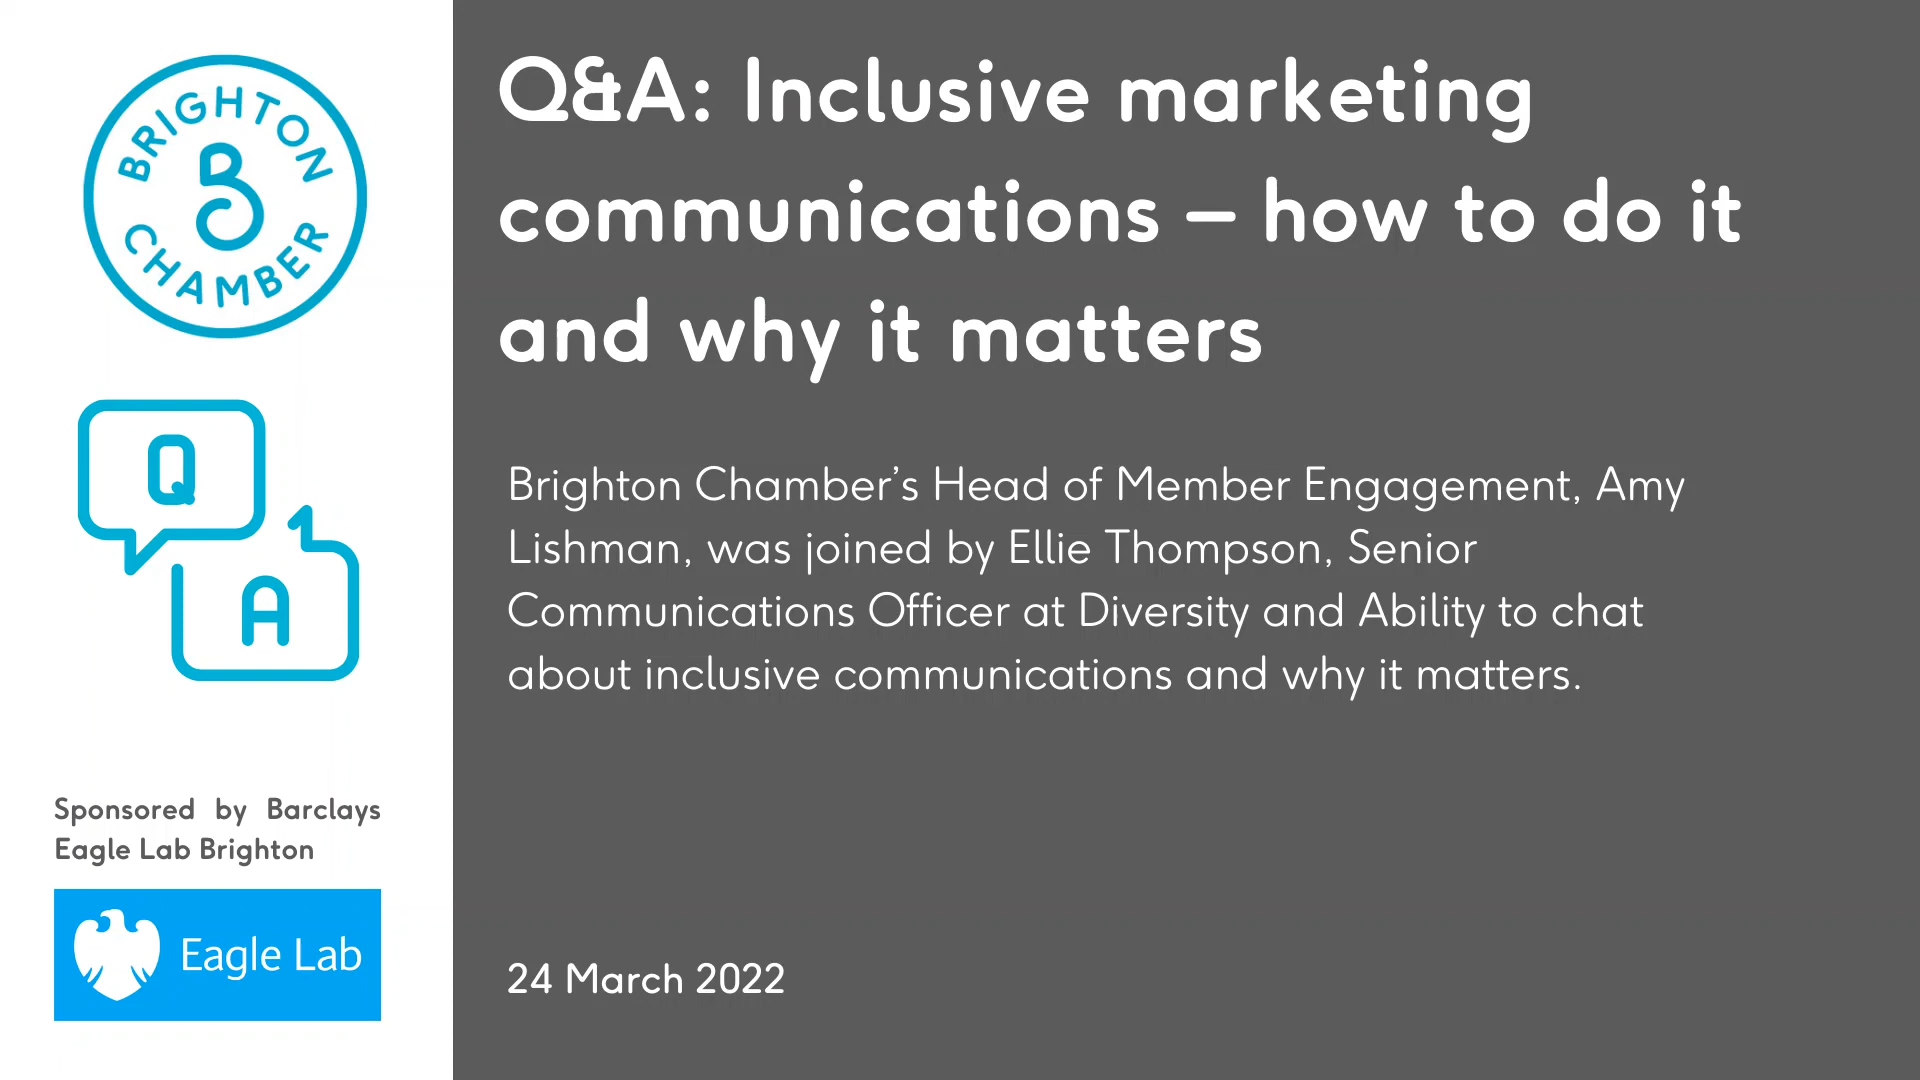 BRIGHTON
B
CHAMBER
Q
A
Sponsored by Barclays
Eagle Lab Brighton
Eagle Lab
Q&A: Inclusive marketing
communications – how to do it
and why it matters
Brighton Chamber’s Head of Member Engagement, Amy
Lishman, was joined by Ellie Thompson, Senior
Communications Officer at Diversity and Ability to chat
about inclusive communications and why it matters.
24 March 2022